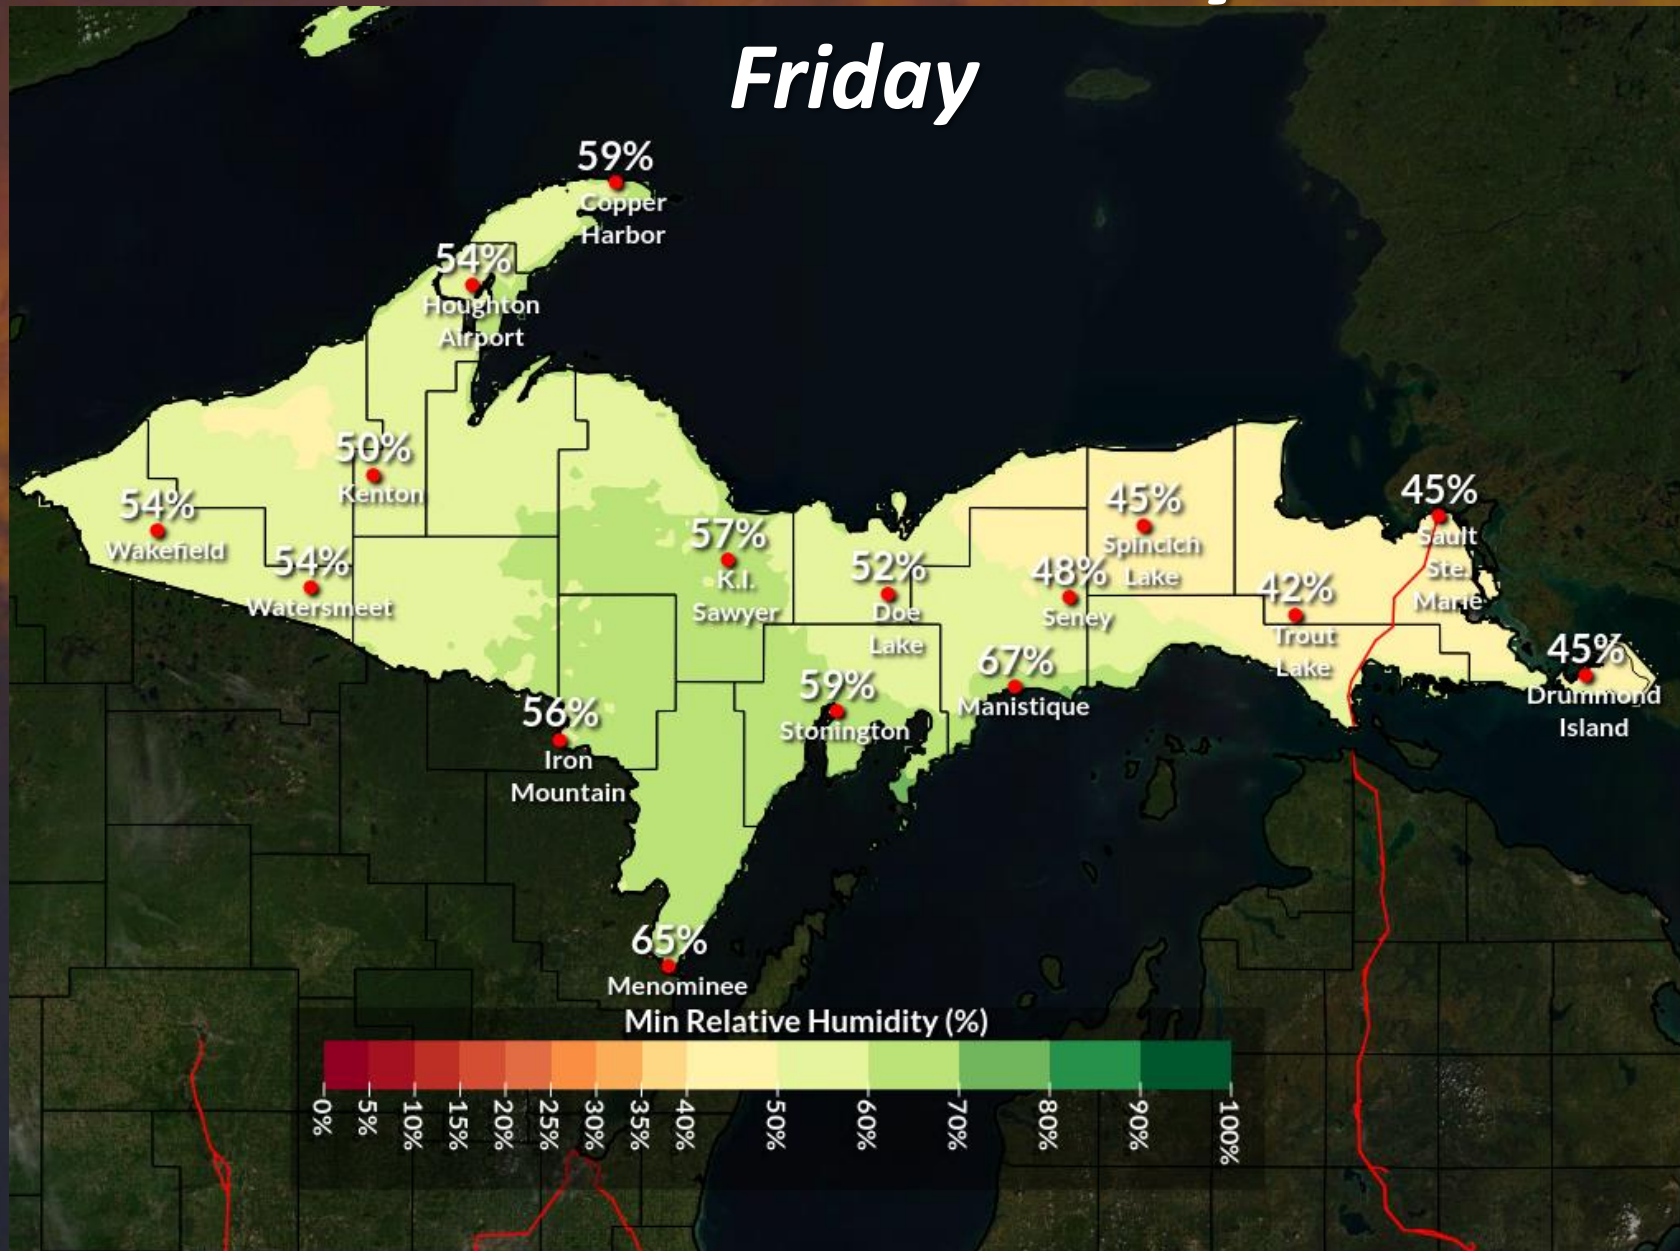 Friday
59%
Copper
Harbor
54%
Houghton
Airport
50%
Kenton
54%
Wakefield
54%
Watersmeet
57%
K.I.
Sawyer
52%
Doe
Lake
48%
Seney
45%
Spincich
Lake
45%
Sault
Ste.
Marie
42%
Trout
Lake
45%
Drummond
Island
67%
Manistique
59%
Stonington
56%
Iron
Mountain
65%
Menominee
Min Relative Humidity (%)
0%
5%
10%
15%
20%
25%
30%
35%
40%
50%
60%
70%
80%
90%
100%